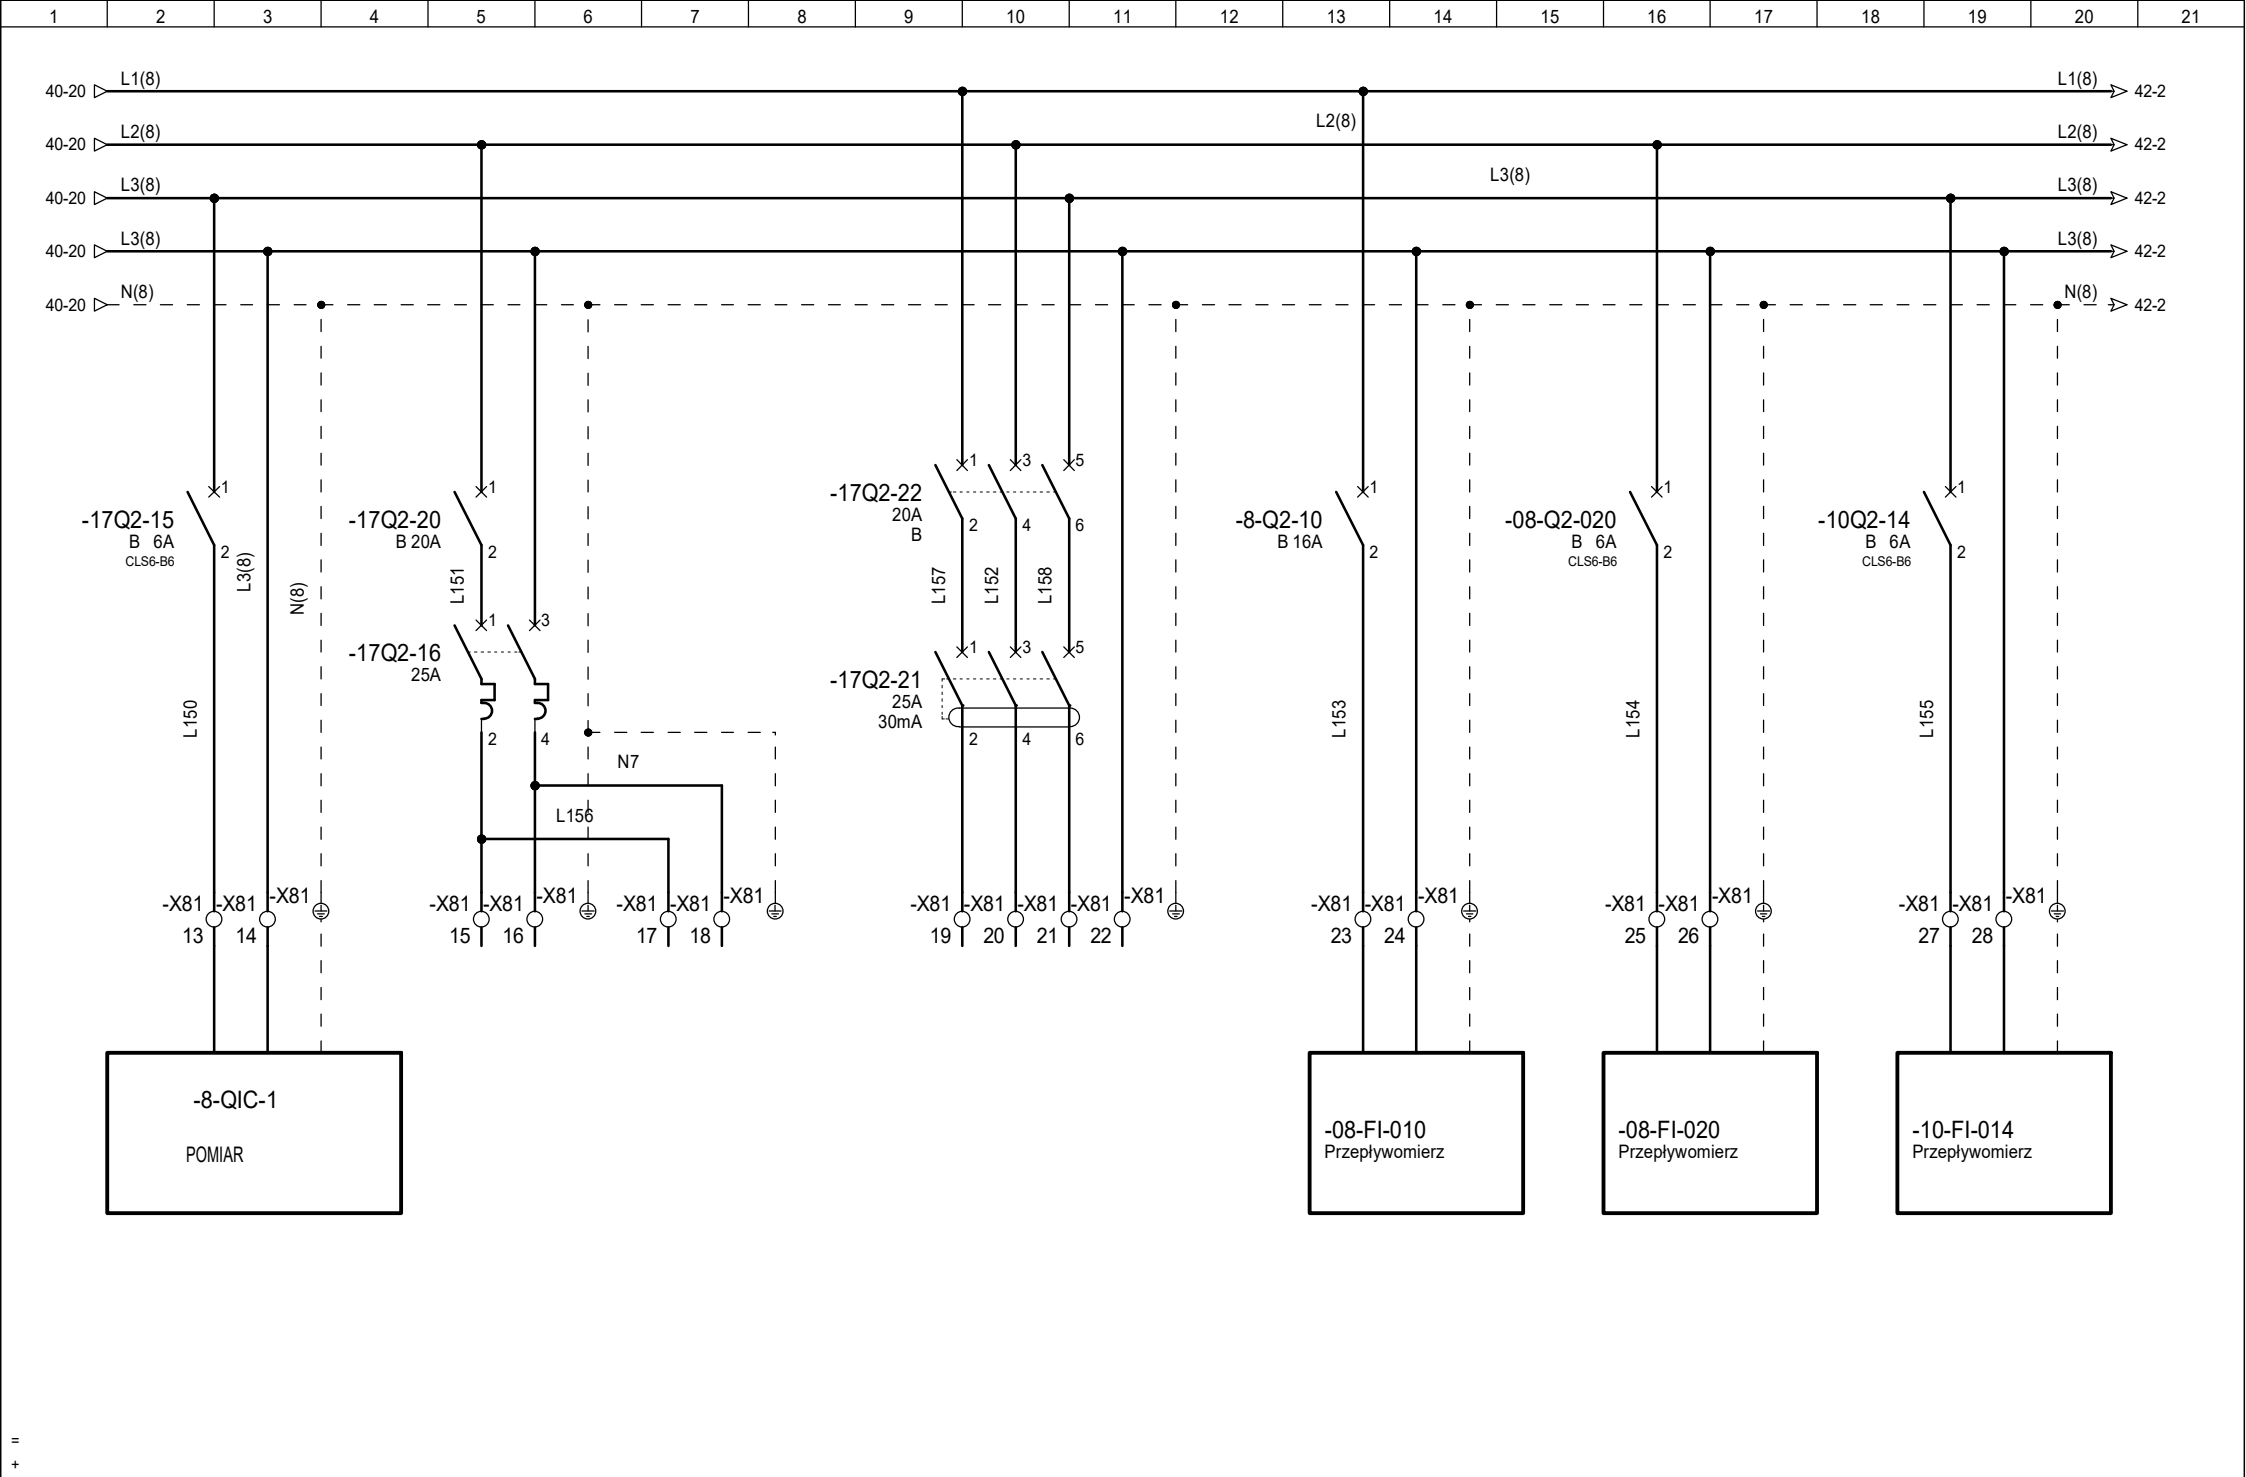 1 2 3 4 5 6 7 8 9 10 11 12 13 14 15 16 17 18 19 20 21
40-20 L1(8) L1(8) 42-2
L2(8)
40-20 L2(8) L2(8) 42-2
L3(8)
40-20 L3(8) L3(8) 42-2
40-20 L3(8) L3(8) 42-2
40-20 N(8) N(8) 42-2
-17Q2-15
B 6A
CLS6-B6
1
2
L150
L3(8)
N(8)
-17Q2-20
B 20A
1
2
L151
-17Q2-16
25A
1 3
2 4
N7
L156
-17Q2-22
20A
B
1 3 5
2 4 6
L157 L152 L158
-17Q2-21
25A
30mA
1 3 5
2 4 6
-8-Q2-10
B 16A
1
2
L153
-08-Q2-020
B 6A
CLS6-B6
1
2
L154
-10Q2-14
B 6A
CLS6-B6
1
2
L155
-X81 -X81 -X81 -X81 -X81 -X81 -X81 -X81 -X81 -X81 -X81 -X81 -X81 -X81 -X81 -X81 -X81 -X81 -X81 -X81 -X81 -X81 -X81
13 14 15 16 17 18 19 20 21 22 23 24 25 26 27 28
-8-QIC-1
POMIAR
-08-FI-010
Przepływomierz
-08-FI-020
Przepływomierz
-10-FI-014
Przepływomierz
=
+